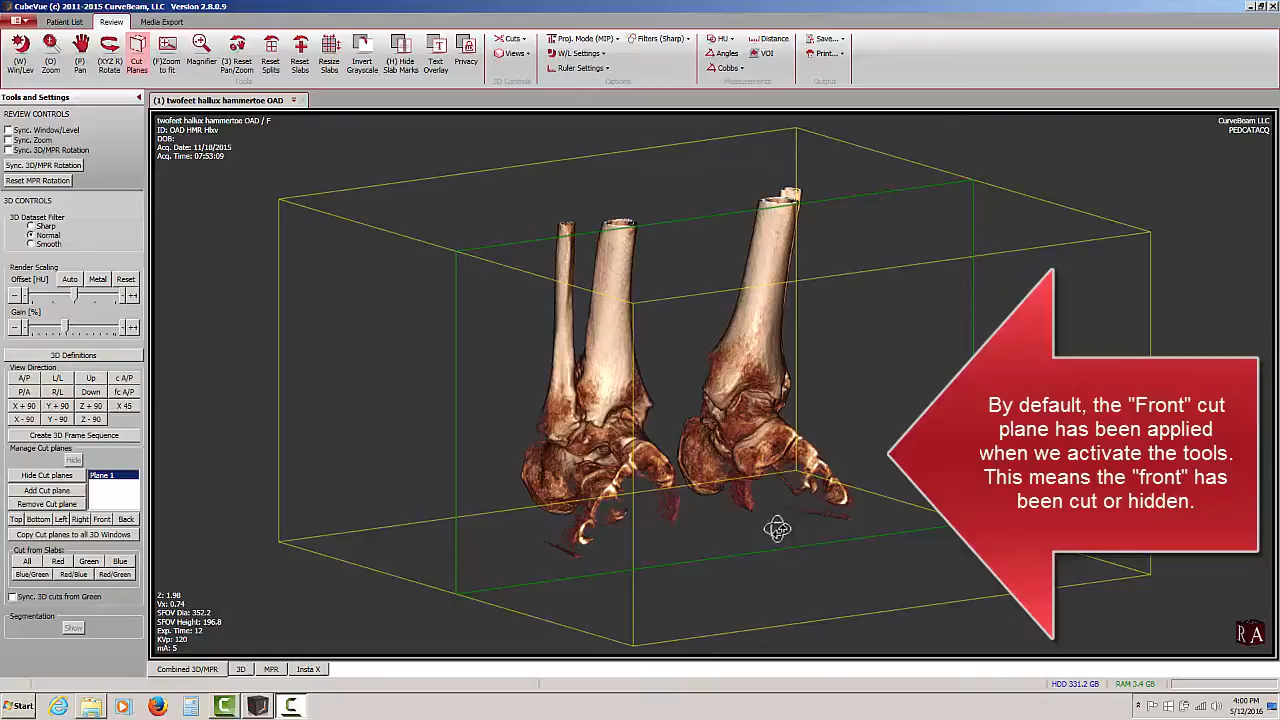 CubeVue (c) 2011-2015 CurveBeam, LLC Version 2.8.0.9
Patient List Review Media Export
(W) Win/Lev
(O) Zoom
(P) Pan
(XYZ R) Rotate
Cut Planes
(F)Zoom to fit
Magnifier
(3) Reset Pan/Zoom
Reset Splits
Reset Slabs
Resize Slabs
Invert Grayscale
(H) Hide Slab Marks
Text Overlay
Privacy
Tools
Cuts
Views
3D Controls
Proj. Mode (MIP) Filters (Sharp)
W/L Settings
Ruler Settings
Options
HU Distance
Angles VOI
Cobbs
Measurements
Save...
Print...
Output
Tools and Settings
(1) twofeet hallux hammertoe OAD
REVIEW CONTROLS
Sync. Window/Level
Sync. Zoom
Sync. 3D/MPR Rotation
Sync. 3D/MPR Rotation
Reset MPR Rotation
3D CONTROLS
3D Dataset Filter
Sharp
Normal
Smooth
Render Scaling
Offset [HU] Auto Metal Reset
Gain [%]
3D Definitions
View Direction
A/P L/L Up c A/P
P/A R/L Down fc A/P
X + 90 Y + 90 Z + 90 X 45
X - 90 Y - 90 Z - 90
Create 3D Frame Sequence
Manage Cut planes
Hide
Hide Cut planes Plane 1
Add Cut plane
Remove Cut plane
Top Bottom Left Right Front Back
Copy Cut planes to all 3D Windows
Cut from Slabs:
All Red Green Blue
Blue/Green Red/Blue Red/Green
Sync. 3D cuts from Green
Segmentation
Show
twofeet hallux hammertoe OAD / F
ID: OAD HMR Hlxv
DOB:
Acq. Date: 11/18/2015
Acq. Time: 07:53:09
CurveBeam LLC
PEDCATACQ
By default, the "Front" cut
plane has been applied
when we activate the tools.
This means the "front" has
been cut or hidden.
Z: 1.98
Vx: 0.74
SFOV Dia: 352.2
SFOV Height: 196.8
Exp. Time: 12
KVp: 120
mA: 5
R A
Combined 3D/MPR 3D MPR Insta X
HDD 331.2 GB RAM 3.4 GB
Start
4:00 PM
5/12/2016